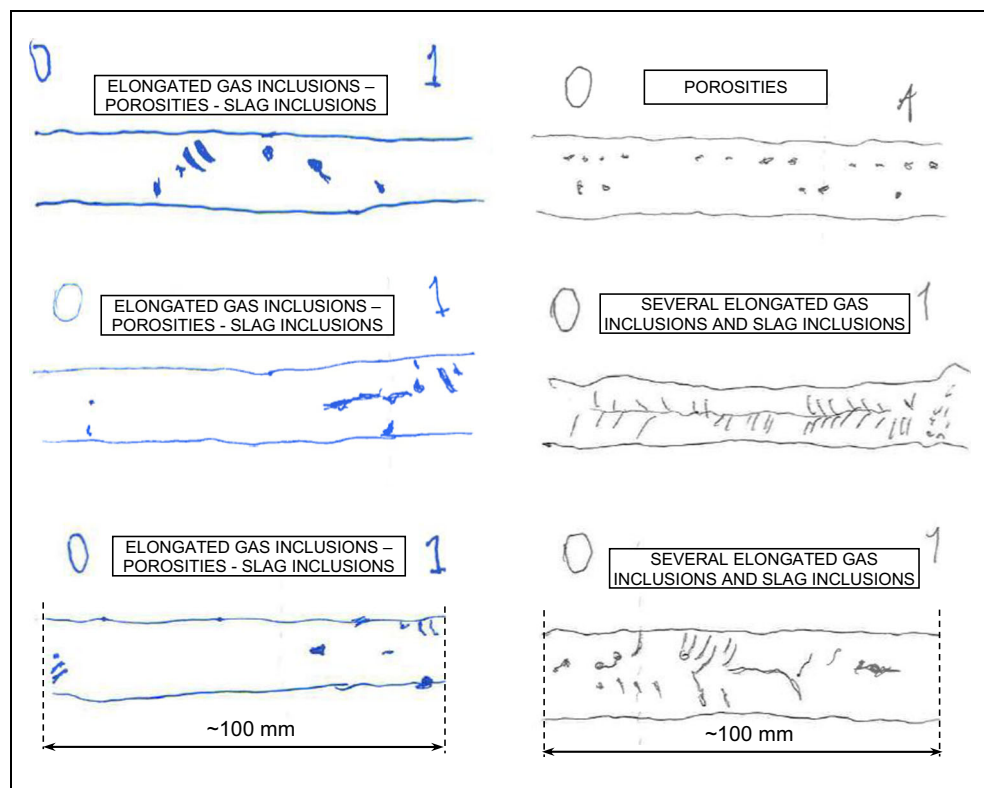 0
ELONGATED GAS INCLUSIONS –
POROSITIES - SLAG INCLUSIONS
1
0
POROSITIES
0
ELONGATED GAS INCLUSIONS –
POROSITIES - SLAG INCLUSIONS
1
0
SEVERAL ELONGATED GAS
INCLUSIONS AND SLAG INCLUSIONS
1
0
ELONGATED GAS INCLUSIONS –
POROSITIES - SLAG INCLUSIONS
1
~100 mm
0
SEVERAL ELONGATED GAS
INCLUSIONS AND SLAG INCLUSIONS
1
~100 mm